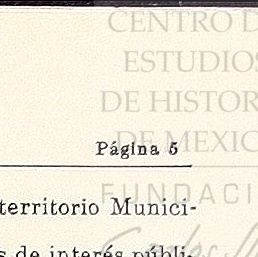 CENTRO D
ESTUDIOS
DE HISTOR
DE MEXIC
Página 5
FUNDACI
territorio Munici-
s de interés públi-